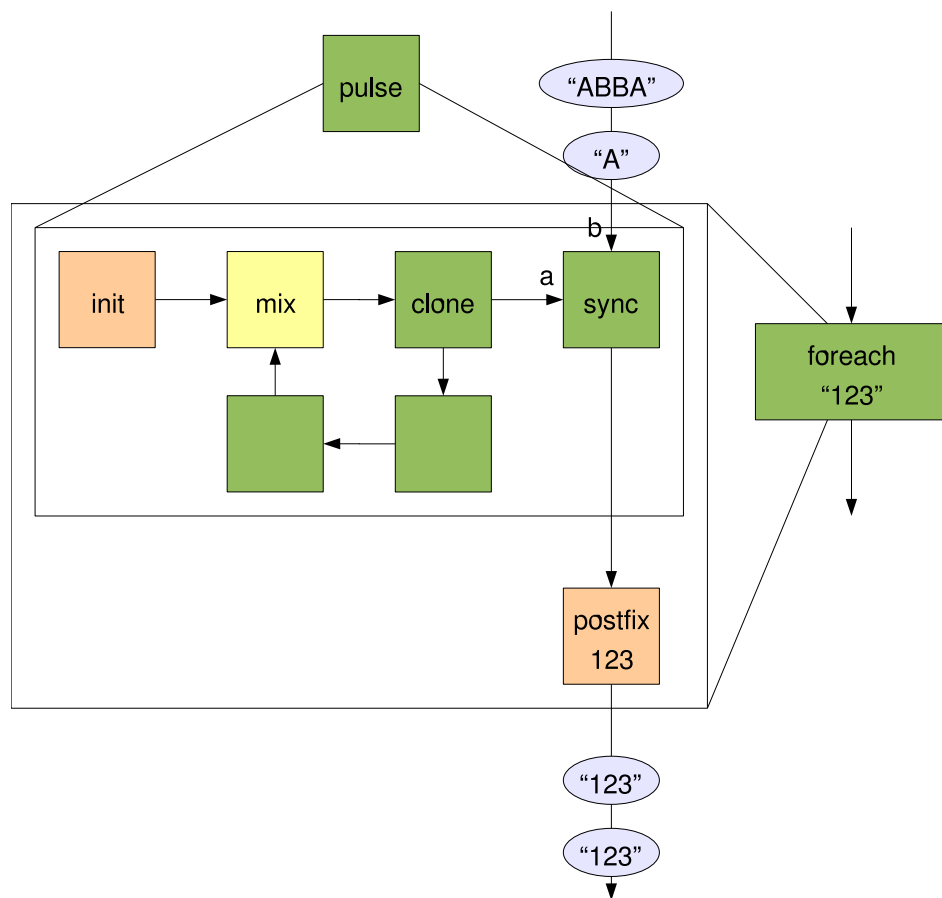 pulse
“ABBA”
“A”
b
a
init
mix
clone
sync
foreach
“123”
postfix
123
“123”
“123”